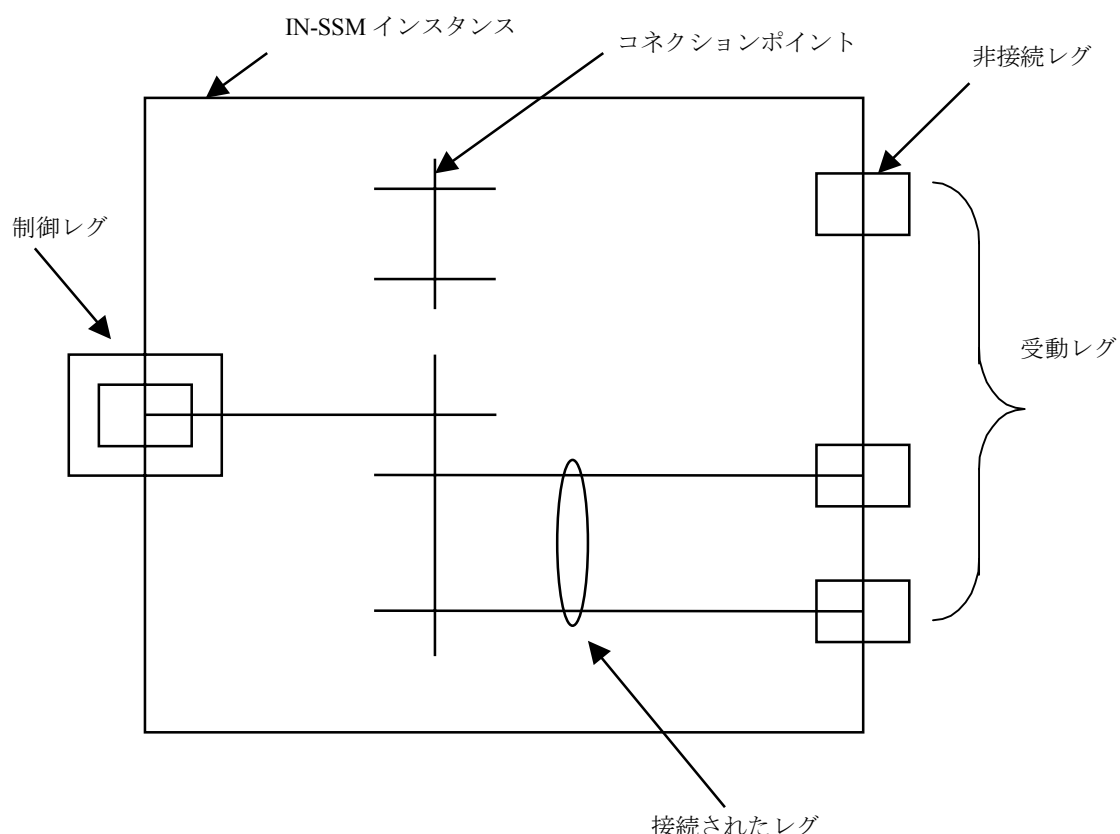 IN-SSM インスタンス
コネクションポイント
非接続レグ
制御レグ
受動レグ
接続されたレグ